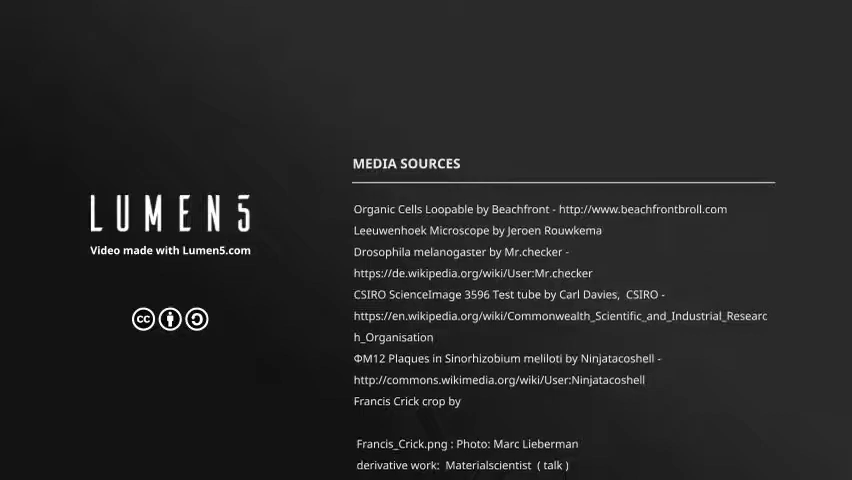 LUMEN5
Video made with Lumen5.com
cc
MEDIA SOURCES
Organic Cells Loopable by Beachfront - http://www.beachfrontbroll.com
Leeuwenhoek Microscope by Jeroen Rouwkema
Drosophila melanogaster by Mr.checker -
https://de.wikipedia.org/wiki/User:Mr.checker
CSIRO ScienceImage 3596 Test tube by Carl Davies,  CSIRO -
https://en.wikipedia.org/wiki/Commonwealth_Scientific_and_Industrial_Researc
h_Organisation
ΦM12 Plaques in Sinorhizobium meliloti by Ninjatacoshell -
http://commons.wikimedia.org/wiki/User:Ninjatacoshell
Francis Crick crop by
Francis_Crick.png : Photo: Marc Lieberman
derivative work:  Materialscientist  ( talk )